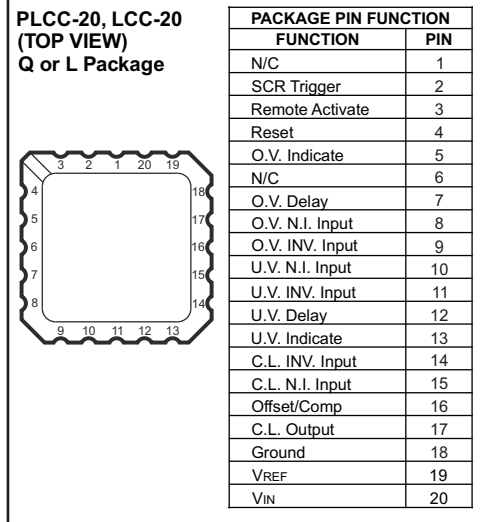 PLCC-20, LCC-20
(TOP VIEW)
Q or L Package
3 2 1 20 19
4 18
5 17
6 16
7 15
8 14
9 10 11 12 13
PACKAGE PIN FUNCTION
FUNCTION PIN
N/C 1
SCR Trigger 2
Remote Activate 3
Reset 4
O.V. Indicate 5
N/C 6
O.V. Delay 7
O.V. N.I. Input 8
O.V. INV. Input 9
U.V. N.I. Input 10
U.V. INV. Input 11
U.V. Delay 12
U.V. Indicate 13
C.L. INV. Input 14
C.L. N.I. Input 15
Offset/Comp 16
C.L. Output 17
Ground 18
VREF 19
VIN 20